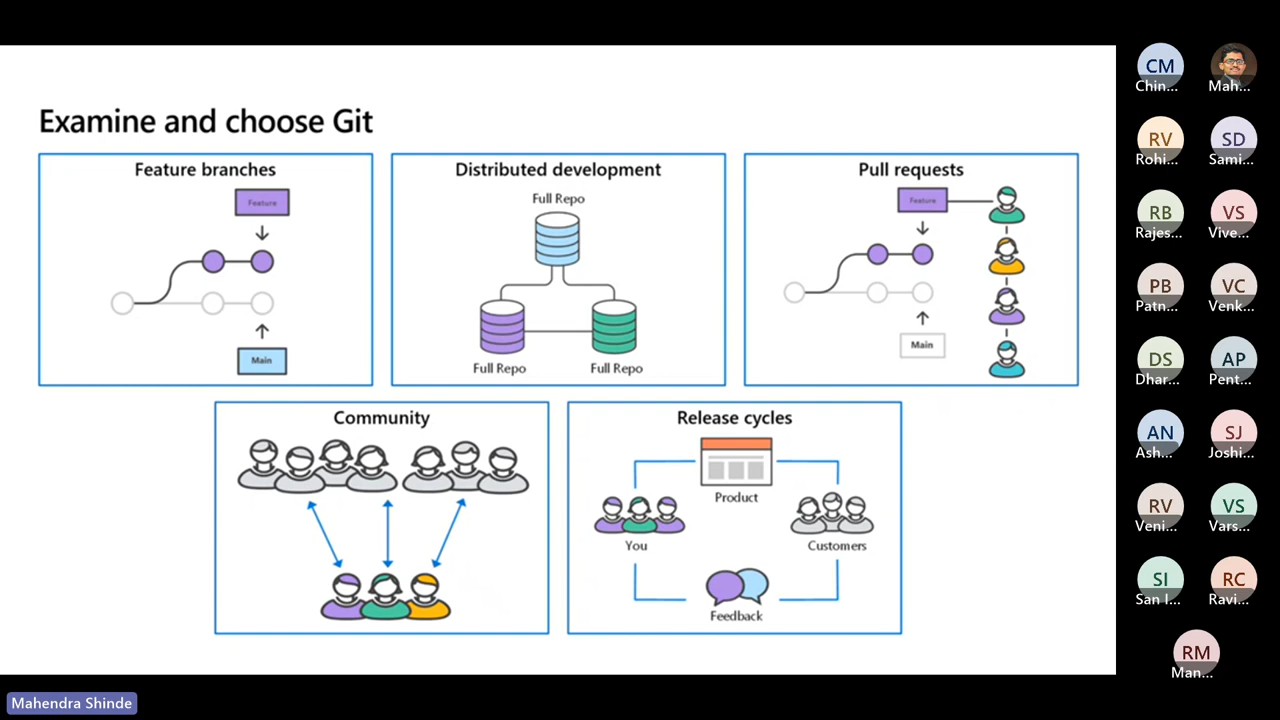 Examine and choose Git
Feature branches
Feature
Main
Distributed development
Full Repo
Full Repo
Full Repo
Pull requests
Feature
Main
Community
Release cycles
Product
You
Customers
Feedback
CM
Chin...
Mah...
RV
Rohi...
SD
Sami...
RB
Rajes...
VS
Vive...
PB
Patn...
VC
Venk...
DS
Dhar...
AP
Pent...
AN
Ash...
SJ
Joshi...
RV
Veni...
VS
Vars...
SI
San I...
RC
Ravi...
RM
Man...
Mahendra Shinde